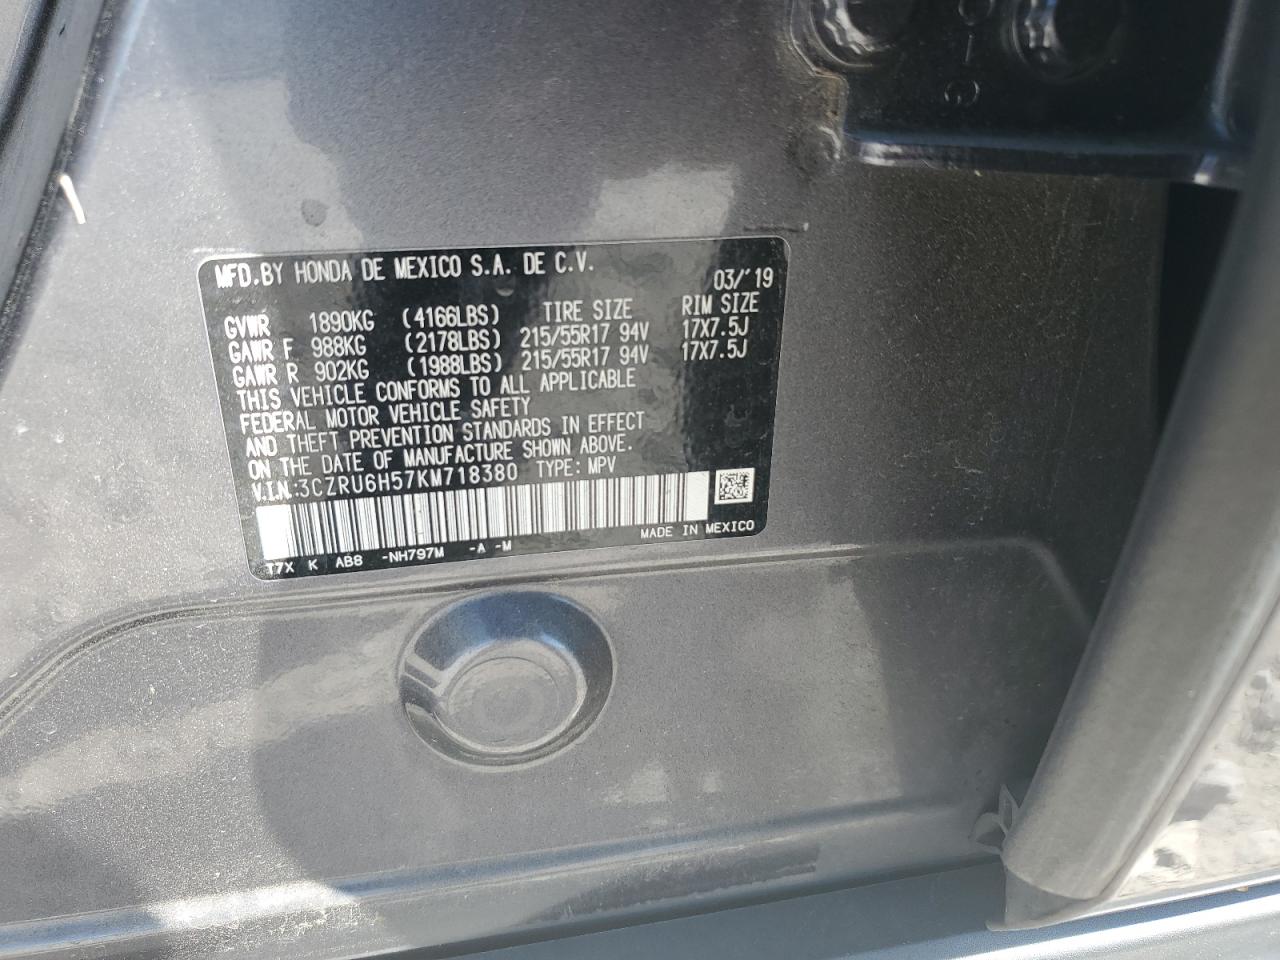 MFD.BY HONDA DE MEXICO S.A. DE C.V.
03/'19
GVWR 1890KG (4166LBS) TIRE SIZE RIM SIZE
GAWR F 988KG (2178LBS) 215/55R17 94V 17X7.5J
GAWR R 902KG (1988LBS) 215/55R17 94V 17X7.5J
THIS VEHICLE CONFORMS TO ALL APPLICABLE
FEDERAL MOTOR VEHICLE SAFETY
AND THEFT PREVENTION STANDARDS IN EFFECT
ON THE DATE OF MANUFACTURE SHOWN ABOVE.
V.I.N:3CZRU6H57KM718380 TYPE: MPV
MADE IN MEXICO
T7X K AB8 -NH797M -A -M